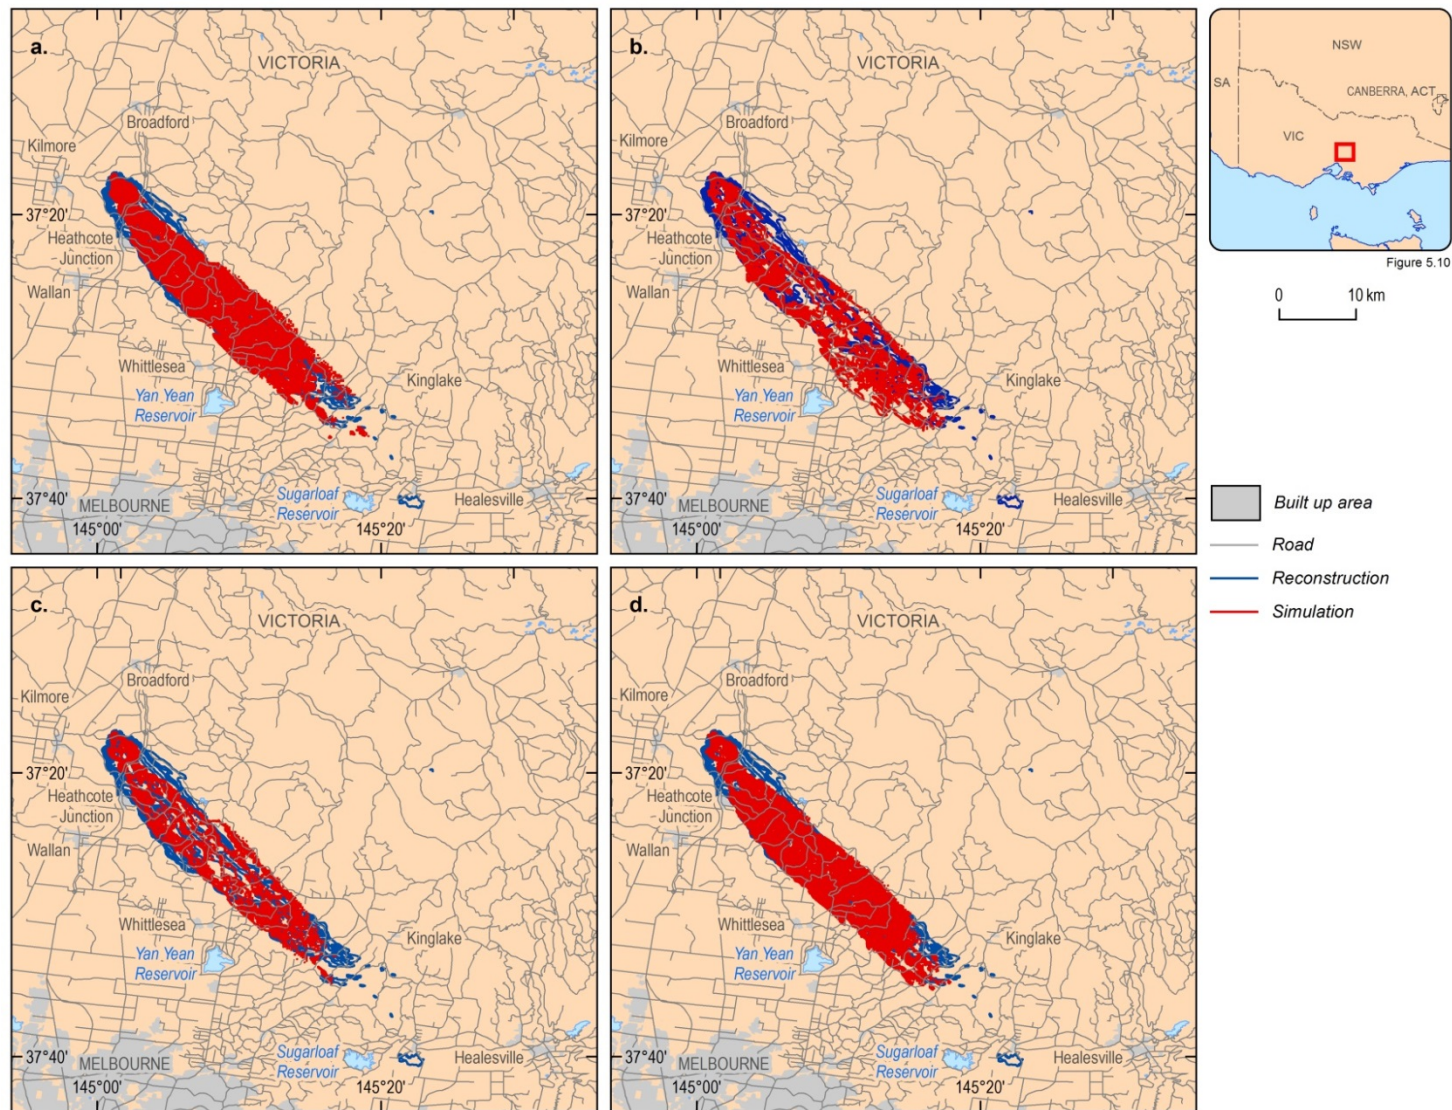 a.
VICTORIA
Broadford
Kilmore
37°20'
Heathcote
Junction
Wallan
Whittlesea
Kinglake
Yan Yean
Reservoir
37°40'
MELBOURNE
Sugarloaf
Reservoir
Healesville
145°00'
145°20'
b.
VICTORIA
Broadford
Kilmore
37°20'
Heathcote
Junction
Wallan
Whittlesea
Kinglake
Yan Yean
Reservoir
37°40'
MELBOURNE
Sugarloaf
Reservoir
Healesville
145°00'
145°20'
NSW
SA
CANBERRA, ACT
VIC
Figure 5.10
0 10 km
Built up area
Road
Reconstruction
Simulation
c.
VICTORIA
Broadford
Kilmore
37°20'
Heathcote
Junction
Wallan
Whittlesea
Kinglake
Yan Yean
Reservoir
37°40'
MELBOURNE
Sugarloaf
Reservoir
Healesville
145°00'
145°20'
d.
VICTORIA
Broadford
Kilmore
37°20'
Heathcote
Junction
Wallan
Whittlesea
Kinglake
Yan Yean
Reservoir
37°40'
MELBOURNE
Sugarloaf
Reservoir
Healesville
145°00'
145°20'